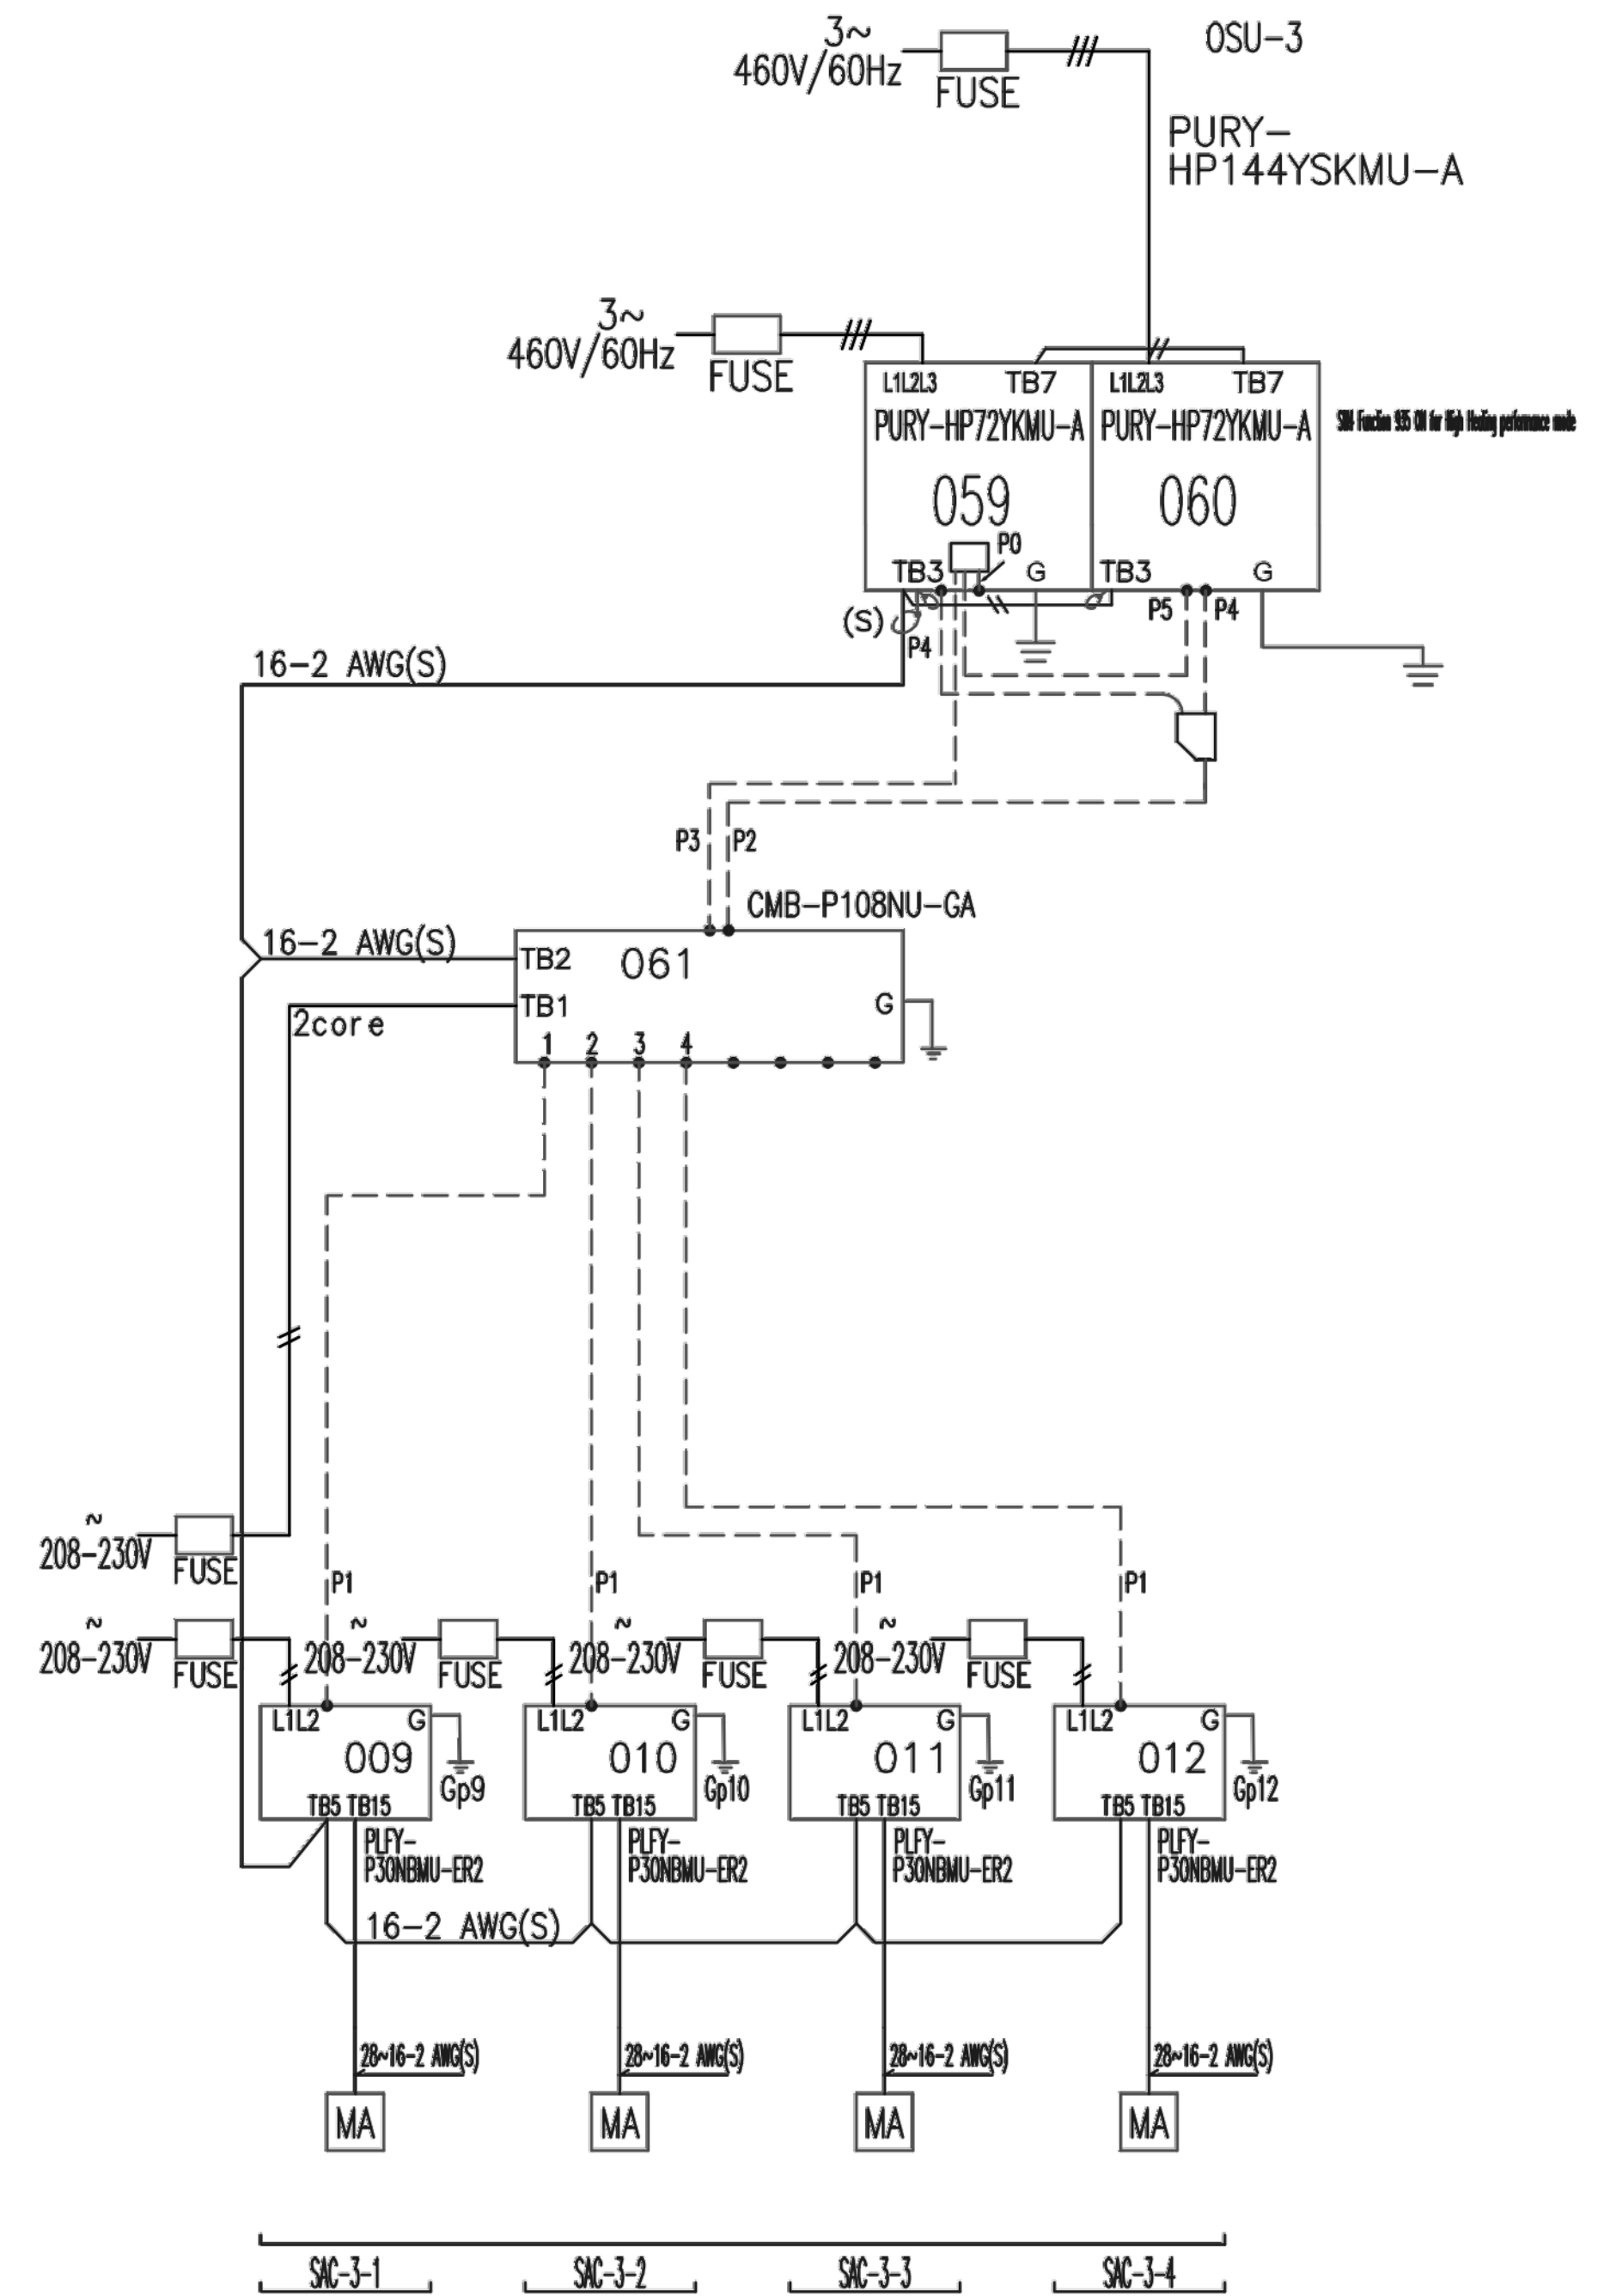 3~
460V/60Hz
FUSE
OSU-3
PURY-
HP144YSKMU-A
3~
460V/60Hz
FUSE
L1L2L3 TB7 L1L2L3 TB7
PURY-HP72YKMU-A PURY-HP72YKMU-A
Function ON for High Heating performance mode
059 060
P0
TB3 G TB3 G
(S) P4 P5 P4
16-2 AWG(S)
P3 P2
CMB-P108NU-GA
16-2 AWG(S)
TB2 061
TB1 G
2core
1 2 3 4
~
208-230V
FUSE
P1 P1 P1 P1
~ ~ ~ ~
208-230V 208-230V 208-230V 208-230V
FUSE FUSE FUSE FUSE
L1L2 G L1L2 G L1L2 G L1L2 G
009 010 011 012
Gp9 Gp10 Gp11 Gp12
TB5 TB15 TB5 TB15 TB5 TB15 TB5 TB15
PLFY- PLFY- PLFY- PLFY-
P30NBMU-ER2 P30NBMU-ER2 P30NBMU-ER2 P30NBMU-ER2
16-2 AWG(S)
28~16-2 AWG(S) 28~16-2 AWG(S) 28~16-2 AWG(S) 28~16-2 AWG(S)
MA MA MA MA
SAC-3-1 SAC-3-2 SAC-3-3 SAC-3-4